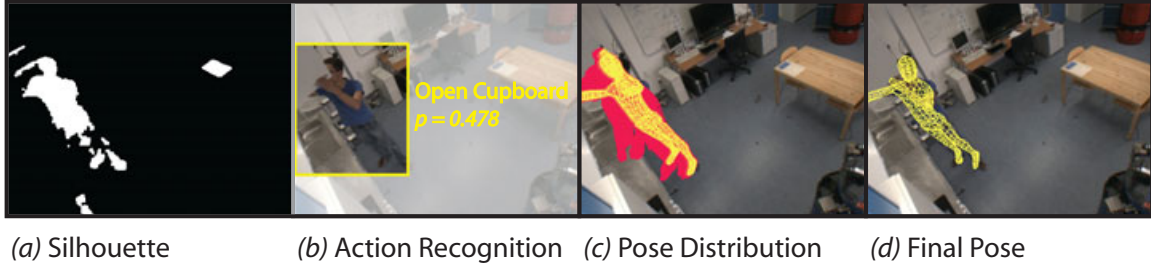 Open Cupboard
p = 0.478
(a) Silhouette
(b) Action Recognition
(c) Pose Distribution
(d) Final Pose